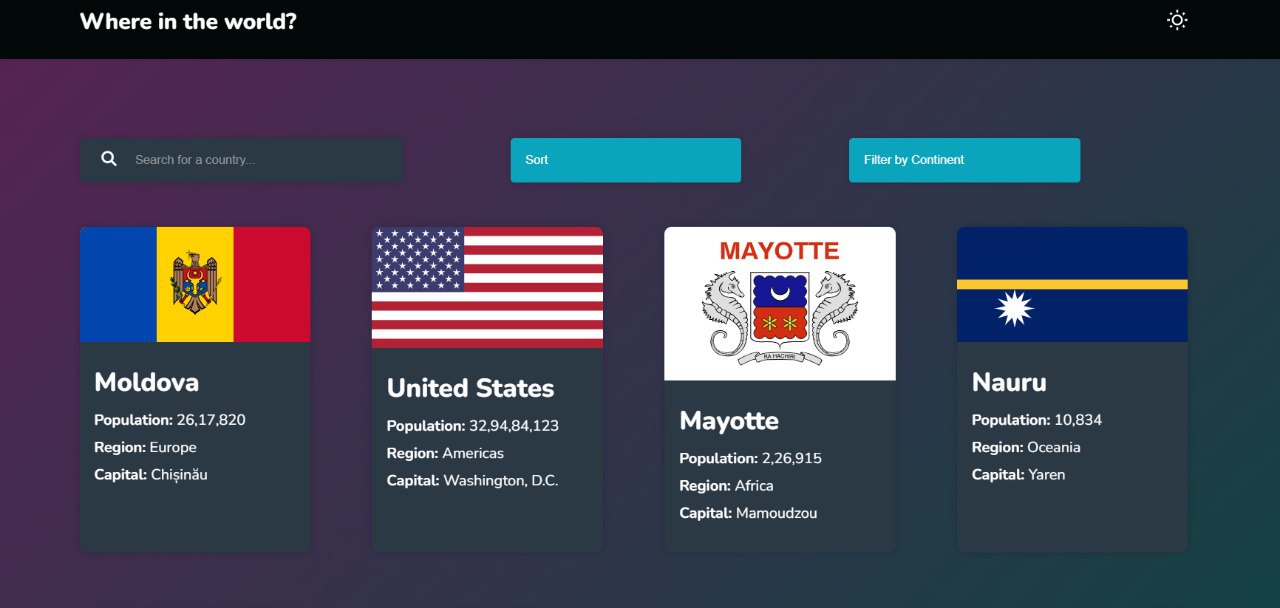 Where in the world?
Search for a country...
Sort
Filter by Continent
Moldova
Population: 26,17,820
Region: Europe
Capital: Chișinău
United States
Population: 32,94,84,123
Region: Americas
Capital: Washington, D.C.
MAYOTTE
RA HACHIRI
Mayotte
Population: 2,26,915
Region: Africa
Capital: Mamoudzou
Nauru
Population: 10,834
Region: Oceania
Capital: Yaren